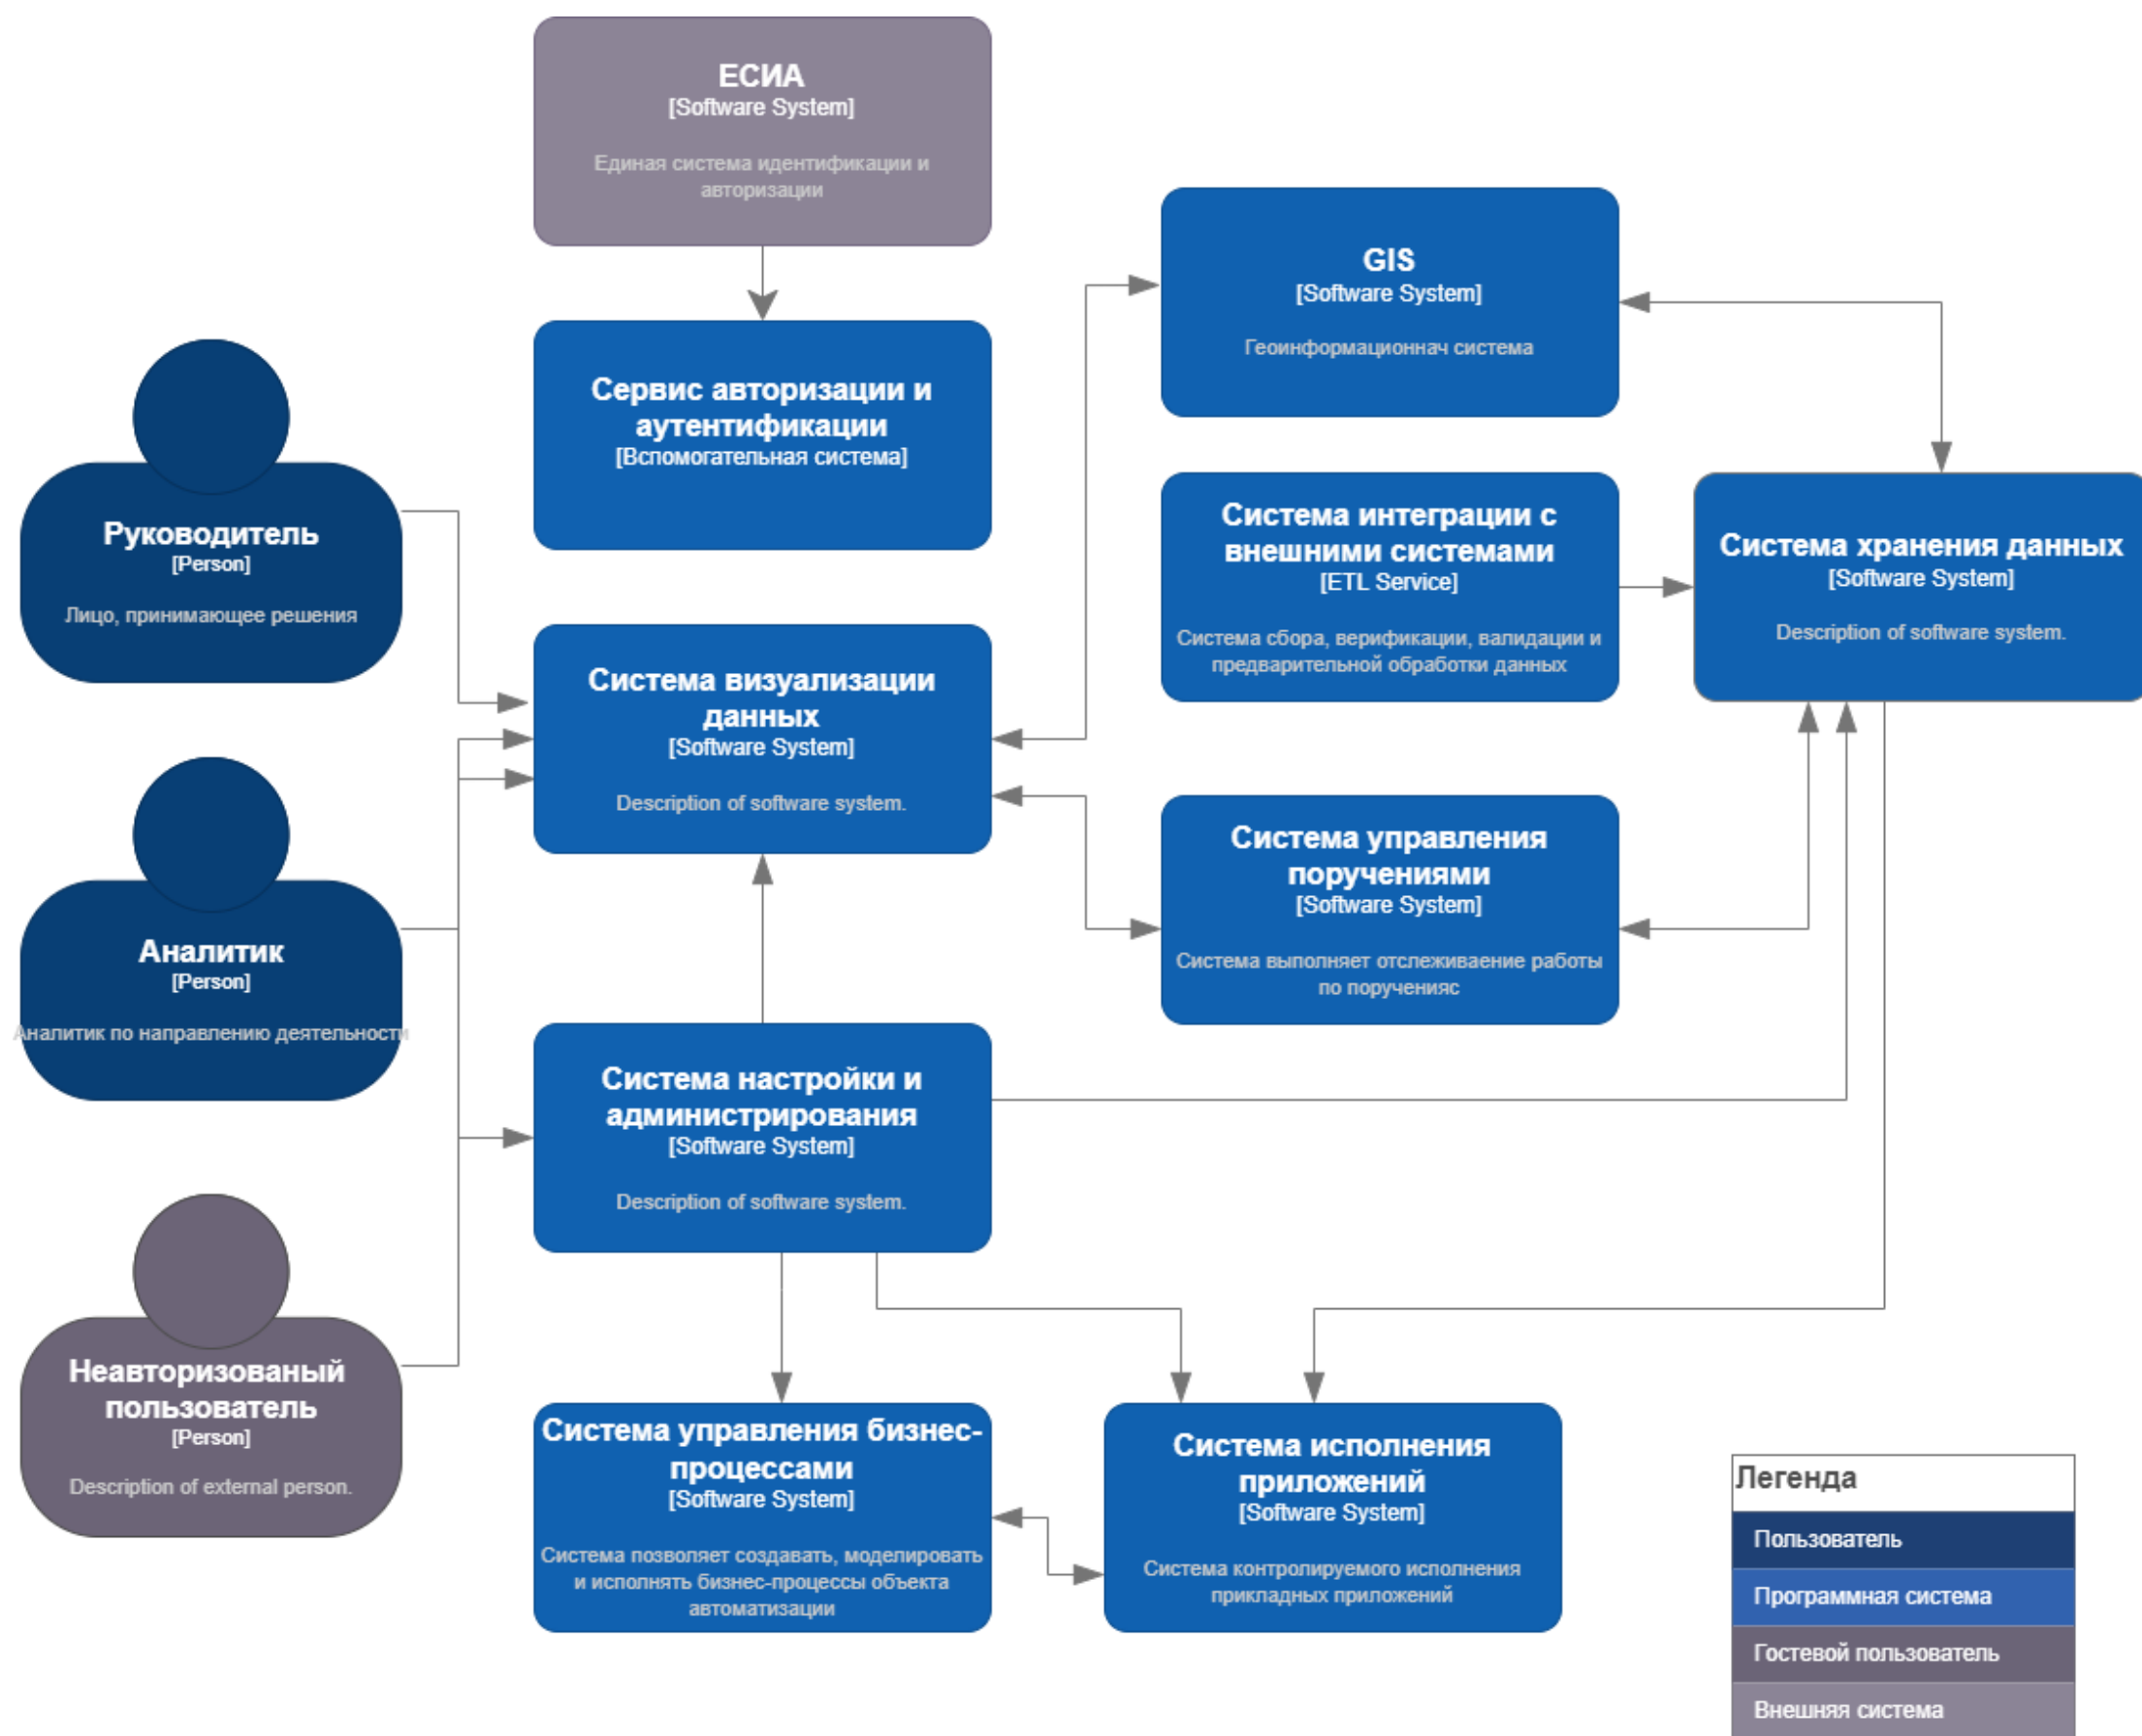 ЕСИА
[Software System]
Единая система идентификации и
авторизации
GIS
[Software System]
Геоинформационнач система
Сервис авторизации и
аутентификации
[Вспомогательная система]
Руководитель
[Person]
Лицо, принимающее решения
Система интеграции с
внешними системами
[ETL Service]
Система сбора, верификации, валидации и
предварительной обработки данных
Система хранения данных
[Software System]
Description of software system.
Система визуализации
данных
[Software System]
Description of software system.
Система управления
поручениями
[Software System]
Система выполняет отслеживаение работы
по порученияс
Аналитик
[Person]
Аналитик по направлению деятельности
Система настройки и
администрирования
[Software System]
Description of software system.
Неавторизованый
пользователь
[Person]
Description of external person.
Система управления бизнес-
процессами
[Software System]
Система позволяет создавать, моделировать
и исполнять бизнес-процессы объекта
автоматизации
Система исполнения
приложений
[Software System]
Система контролируемого исполнения
прикладных приложений
Легенда
Пользователь
Программная система
Гостевой пользователь
Внешняя система